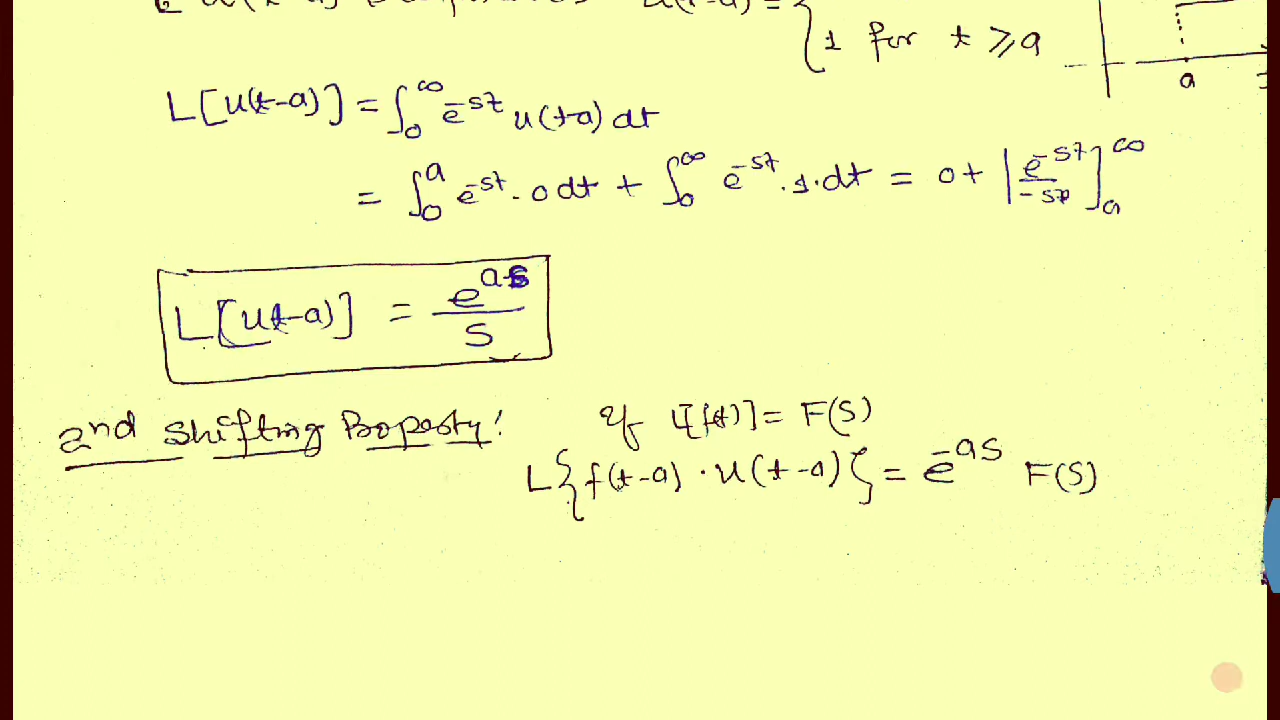 u(t-a) =
1 for t ≥ a
a
L[u(t-a)] = ∫₀^∞ e^-st u(t-a) dt
= ∫₀^a e^-st . 0 dt + ∫₀^∞ e^-st . 1. dt = 0 + | e^-st / -s ]_a^∞
L[u(t-a)] = e^as / s
2nd Shifting Property: If L[f(t)] = F(s)
L{f(t-a) . u(t-a)} = e^-as F(s)